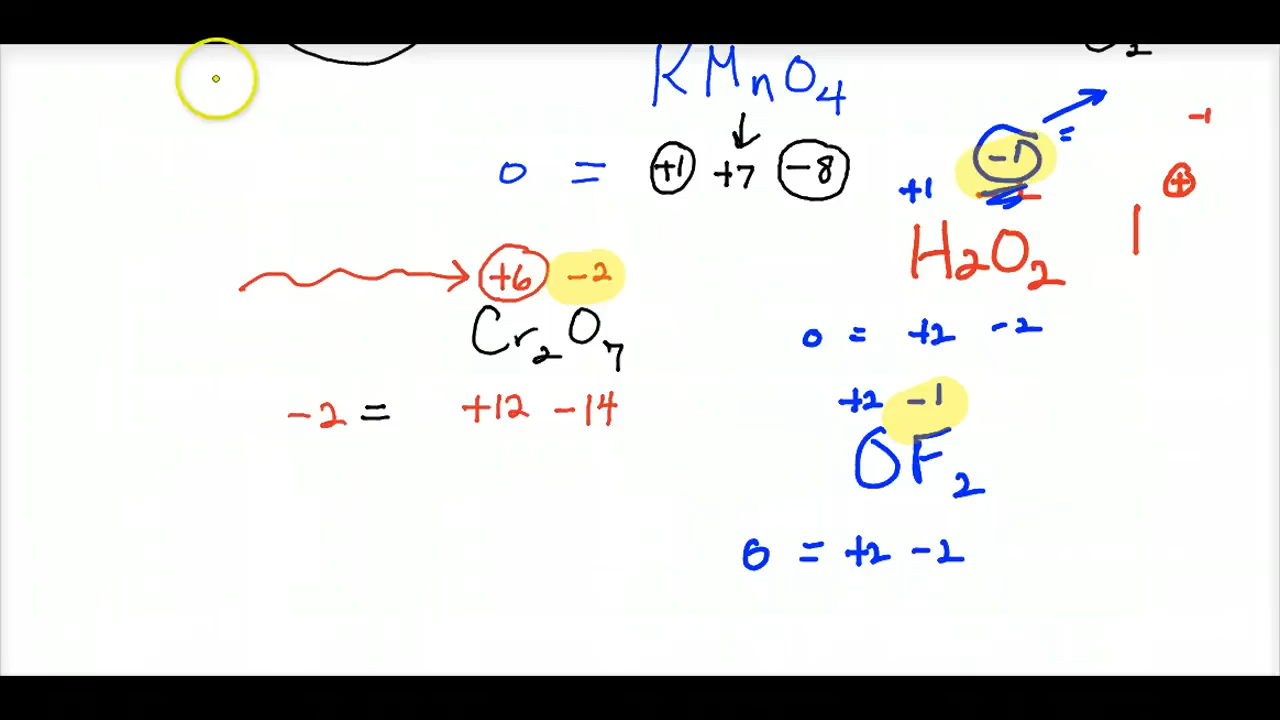 KMnO4
0 = +1 +7 -8
+6 -2
Cr2O7
-2 = +12 -14
-1 =
+1
H2O2
0 = +2 -2
+2 -1
OF2
0 = +2 -2
-1
+